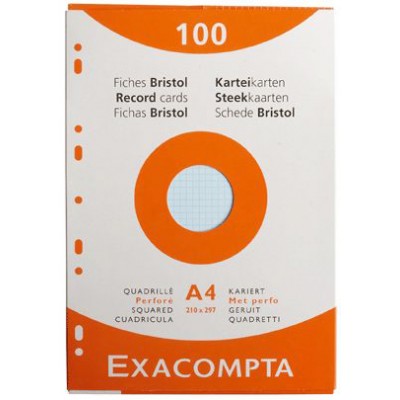 100
Fiches Bristol
Record cards
Fichas Bristol
Karteikarten
Steekkaarten
Schede Bristol
QUADRILLÉ
Perforé
SQUARED
CUADRICULA
A4
210 x 297
KARIERT
Met perfo
GERUIT
QUADRETTI
EXACOMPTA